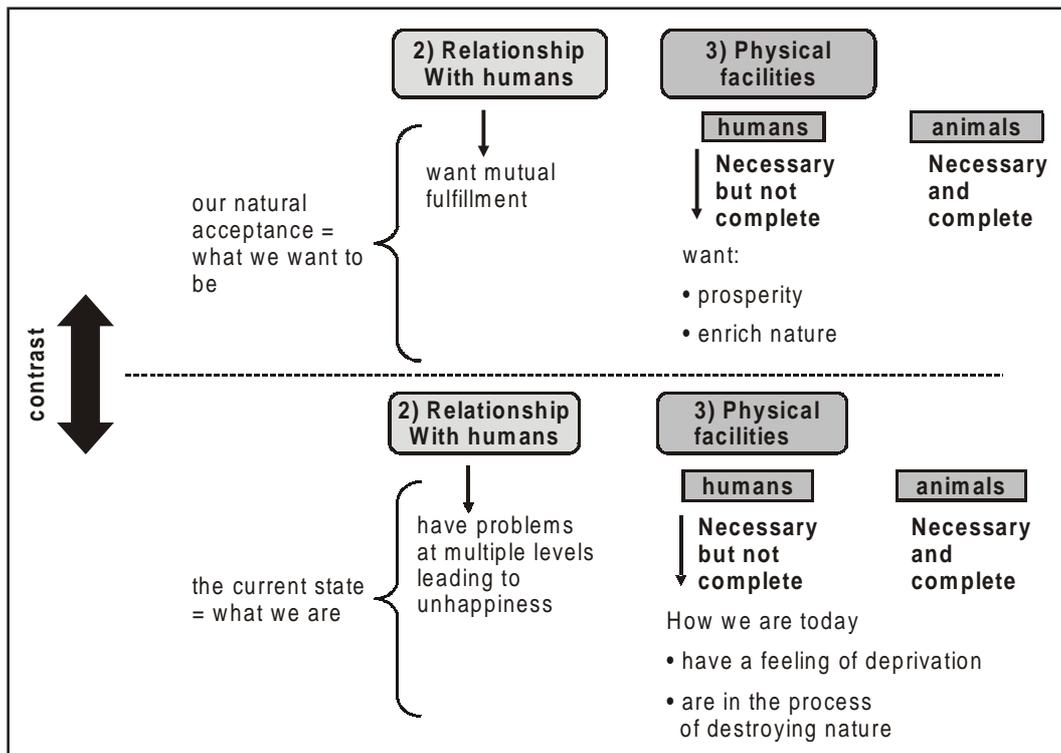 2) Relationship
With humans
3) Physical
facilities
humans
animals
want mutual
fulfillment
Necessary
but not
complete
Necessary
and
complete
our natural
acceptance =
what we want to
be
want:
• prosperity
• enrich nature
contrast
2) Relationship
With humans
3) Physical
facilities
humans
animals
have problems
at multiple levels
leading to
unhappiness
Necessary
but not
complete
Necessary
and
complete
the current state
= what we are
How we are today
• have a feeling of deprivation
• are in the process
of destroying nature